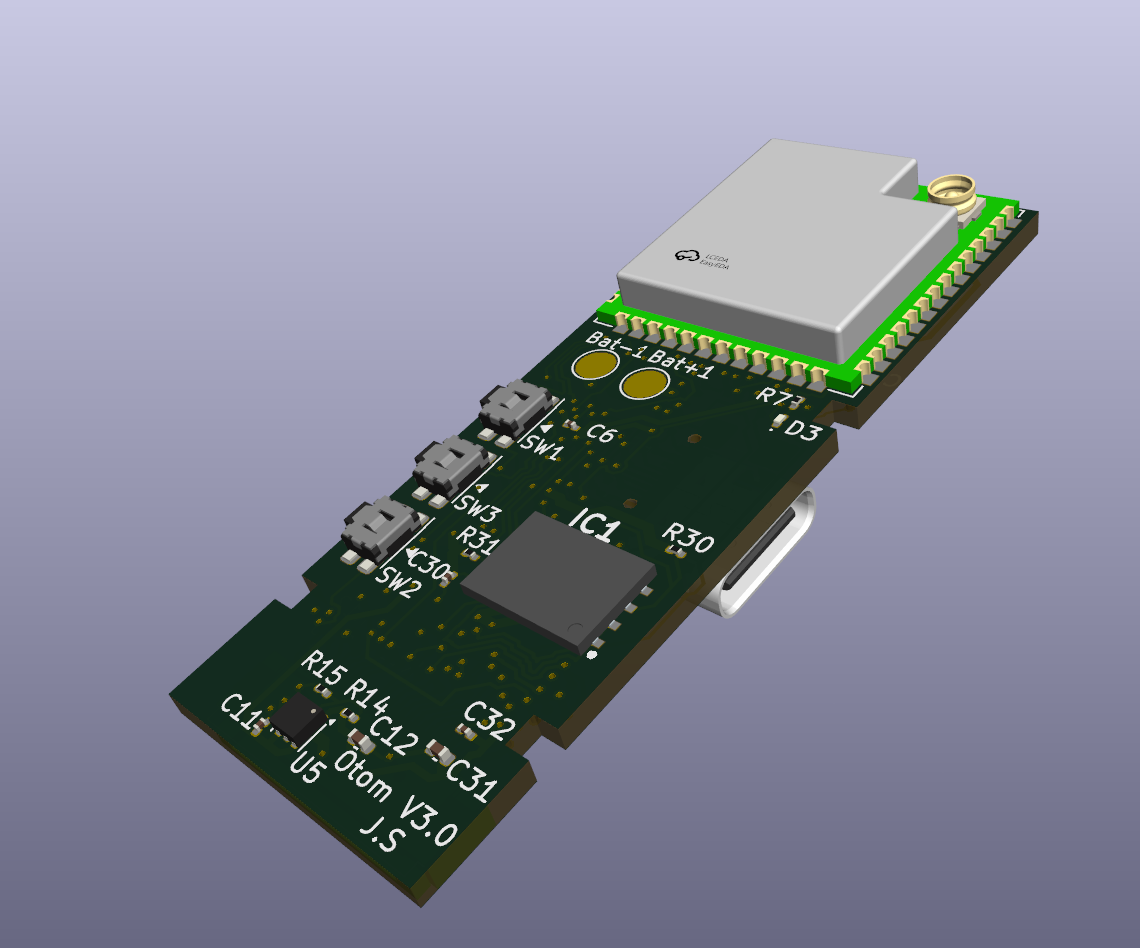 LCEDA
EasyEDA
Bat-1
Bat+1
D3
C6
SW1
SW3
IC1
R30
R31
C30
SW2
R15
R14
C32
C11
C12
U5
C31
Otom V3.0
J.S